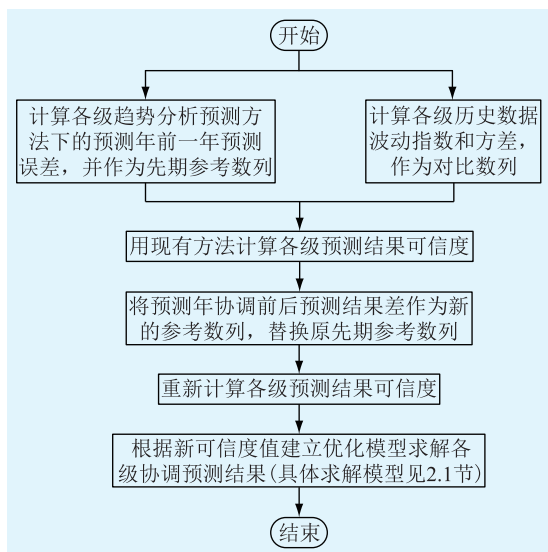 开始
计算各级趋势分析预测方
法下的预测年前一年预测
误差，并作为先期参考数列
计算各级历史数据
波动指数和方差，
作为对比数列
用现有方法计算各级预测结果可信度
将预测年协调前后预测结果差作为新
的参考数列，替换原先期参考数列
重新计算各级预测结果可信度
根据新可信度值建立优化模型求解各
级协调预测结果(具体求解模型见2.1节)
结束